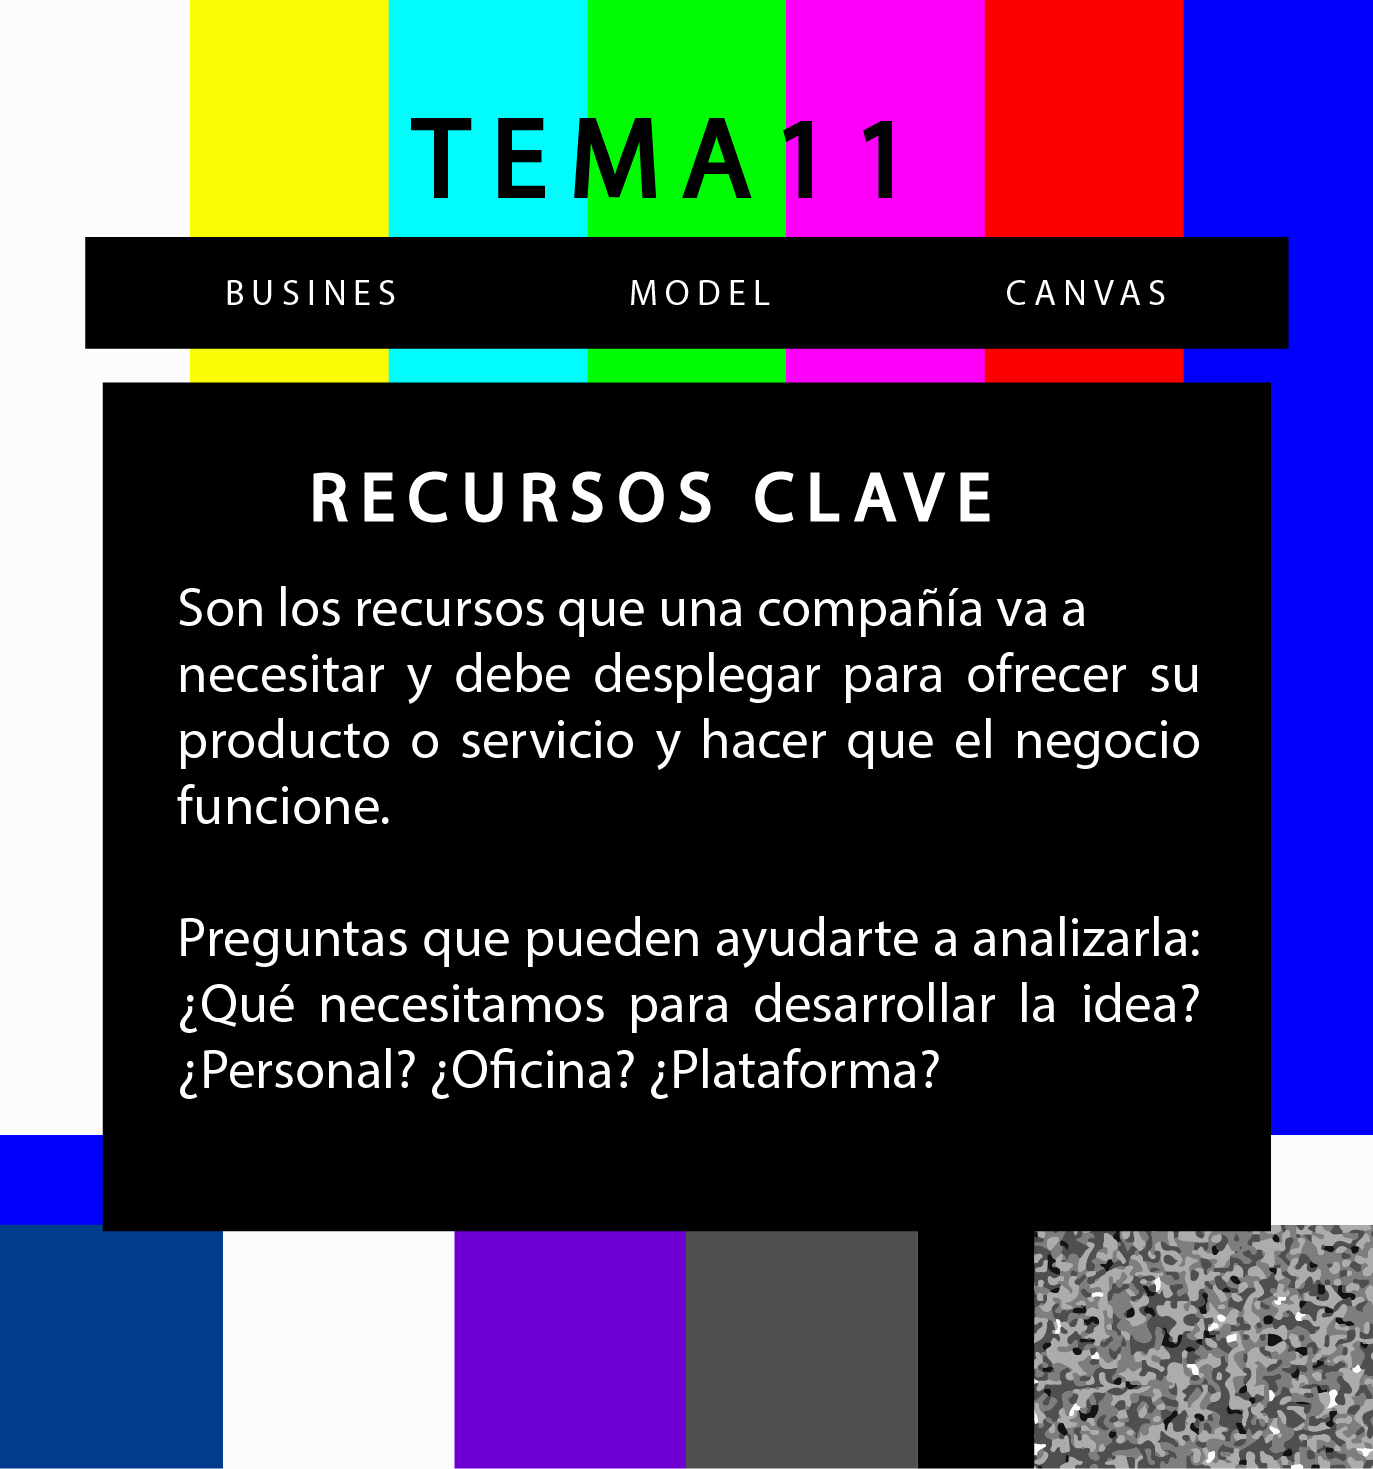 TEMA11
BUSINES MODEL CANVAS
RECURSOS CLAVE
Son los recursos que una compañía va a
necesitar y debe desplegar para ofrecer su
producto o servicio y hacer que el negocio
funcione.
Preguntas que pueden ayudarte a analizarla:
¿Qué necesitamos para desarrollar la idea?
¿Personal? ¿Oficina? ¿Plataforma?